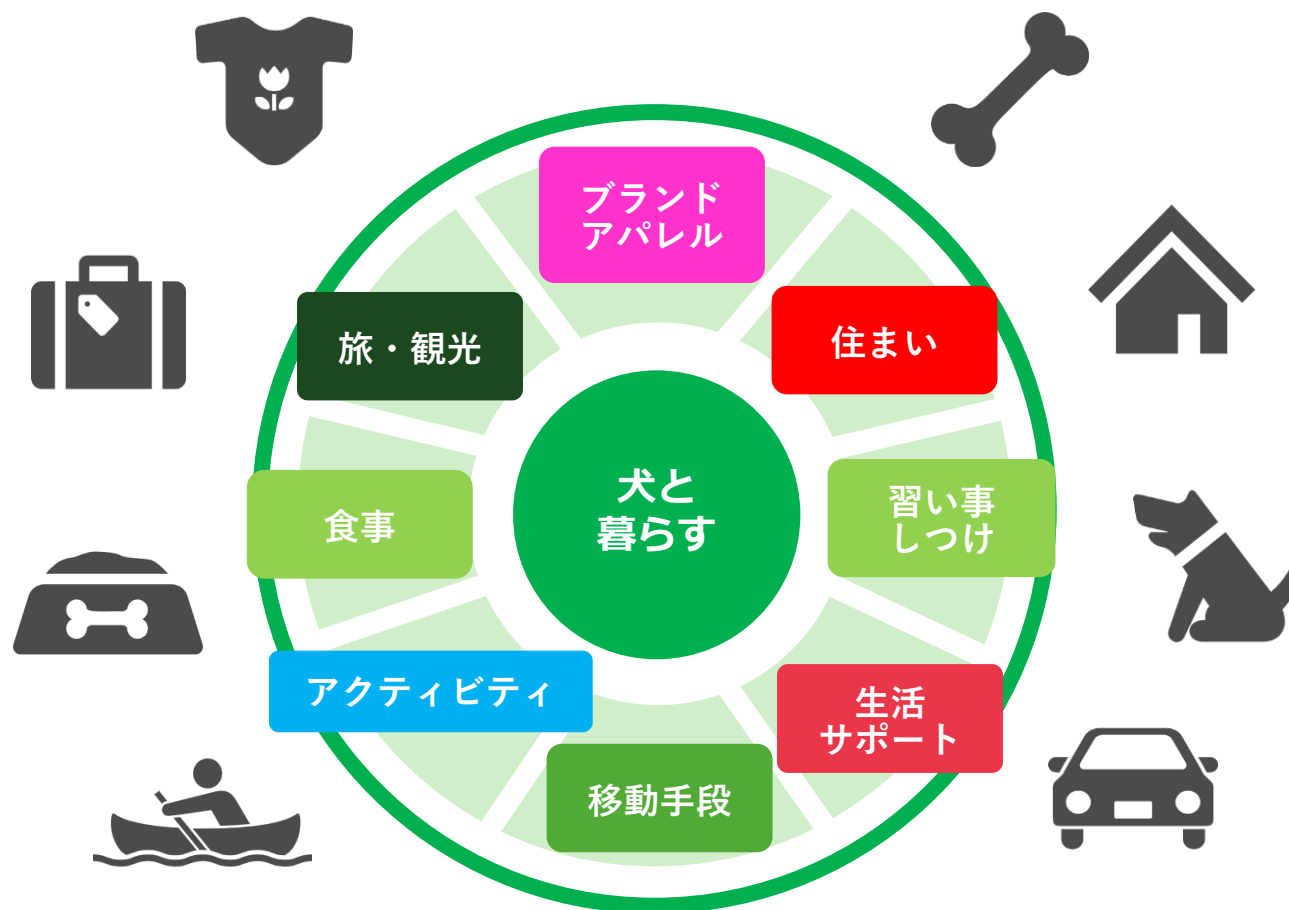 ブランド
アパレル
旅・観光
住まい
犬と
暮らす
食事
習い事
しつけ
アクティビティ
生活
サポート
移動手段